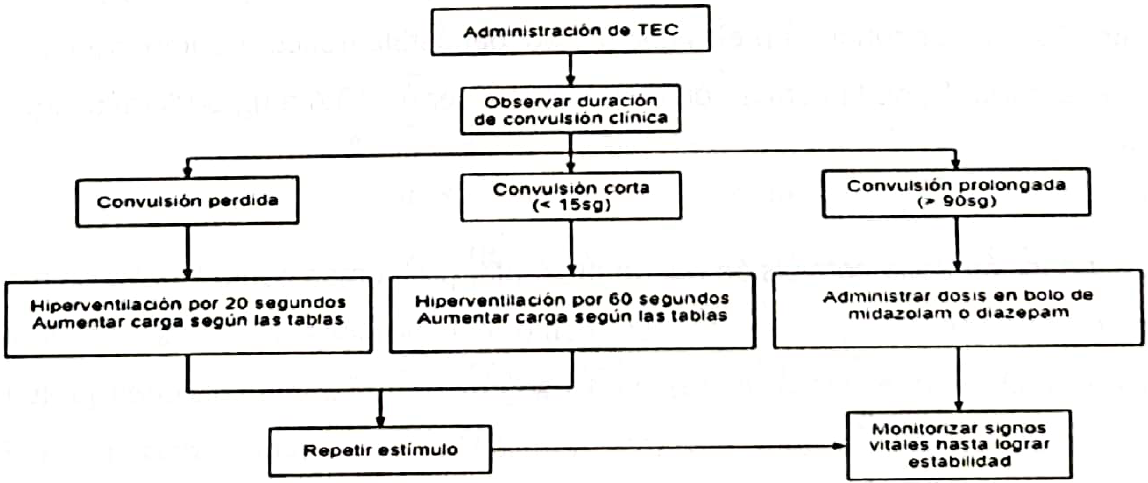 Administración de TEC
Observar duración
de convulsión clínica
Convulsión perdida
Convulsión corta
(< 15sg)
Convulsión prolongada
(> 90sg)
Hiperventilación por 20 segundos
Aumentar carga según las tablas
Hiperventilación por 60 segundos
Aumentar carga según las tablas
Administrar dosis en bolo de
midazolam o diazepam
Repetir estímulo
Monitorizar signos
vitales hasta lograr
estabilidad